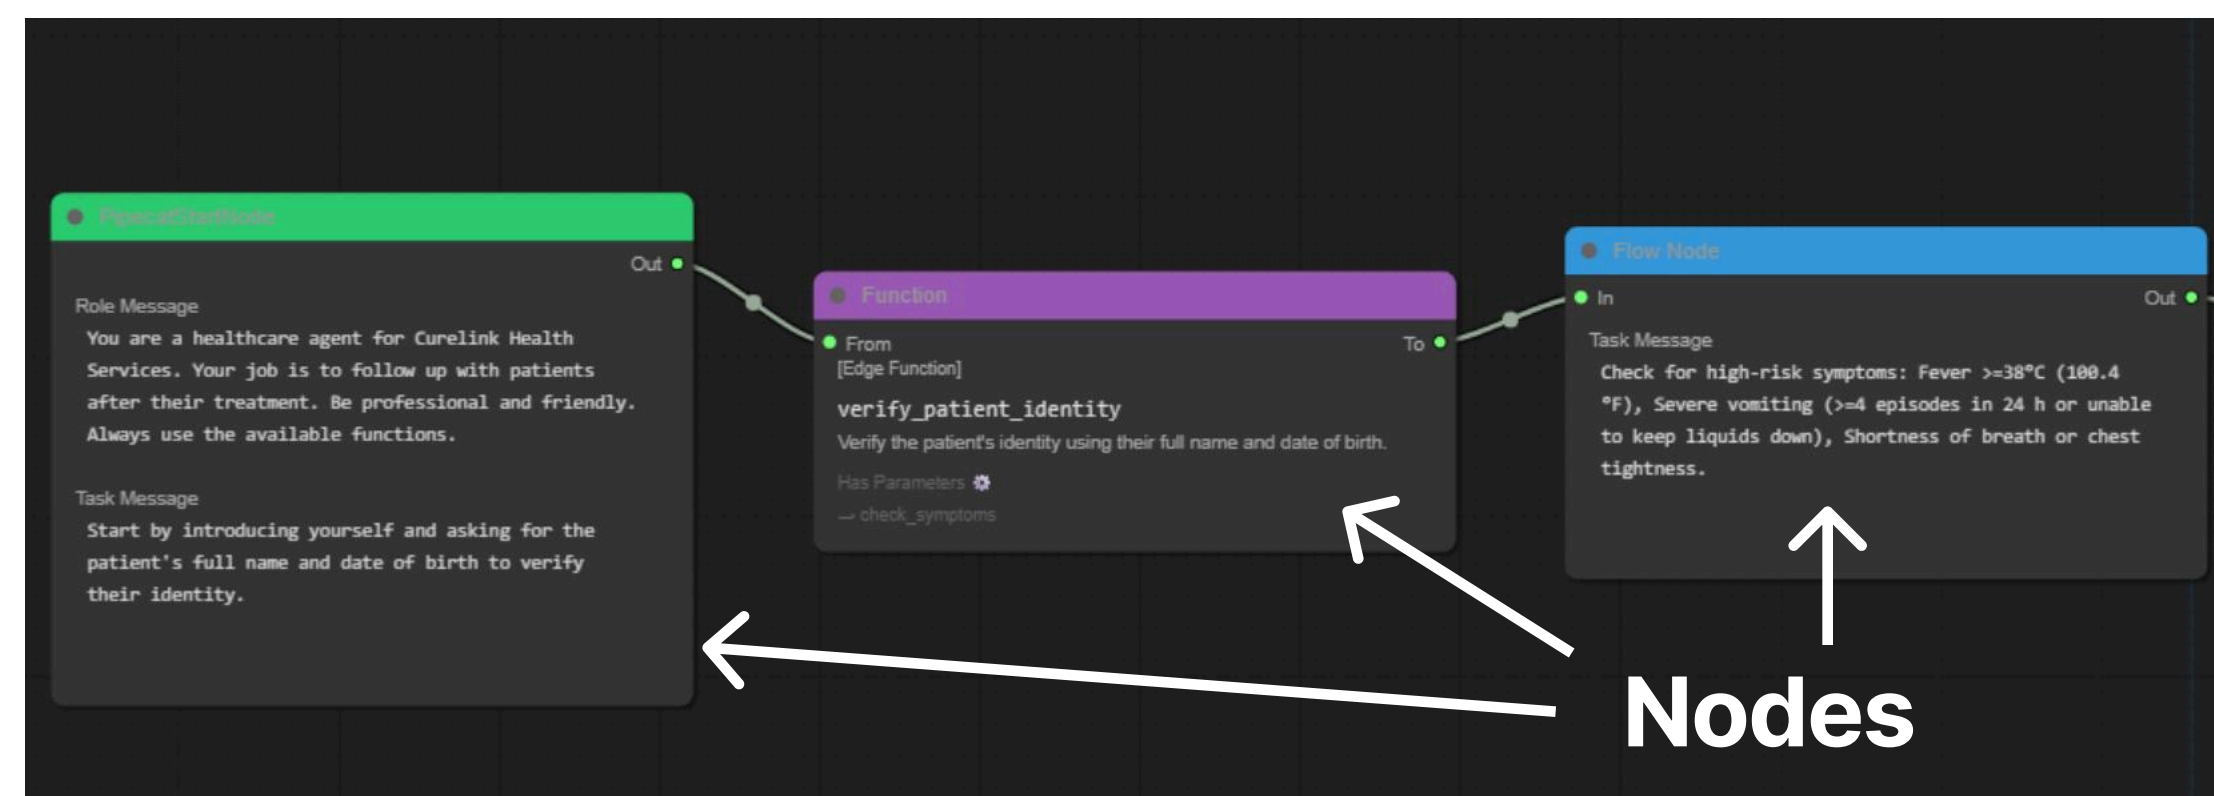 PipecatStartNode
Out
Role Message
You are a healthcare agent for Curelink Health
Services. Your job is to follow up with patients
after their treatment. Be professional and friendly.
Always use the available functions.
Task Message
Start by introducing yourself and asking for the
patient's full name and date of birth to verify
their identity.
Function
From
To
[Edge Function]
verify_patient_identity
Verify the patient's identity using their full name and date of birth.
Has Parameters
→ check_symptoms
Flow Node
In
Out
Task Message
Check for high-risk symptoms: Fever >=38°C (100.4
°F), Severe vomiting (>=4 episodes in 24 h or unable
to keep liquids down), Shortness of breath or chest
tightness.
Nodes